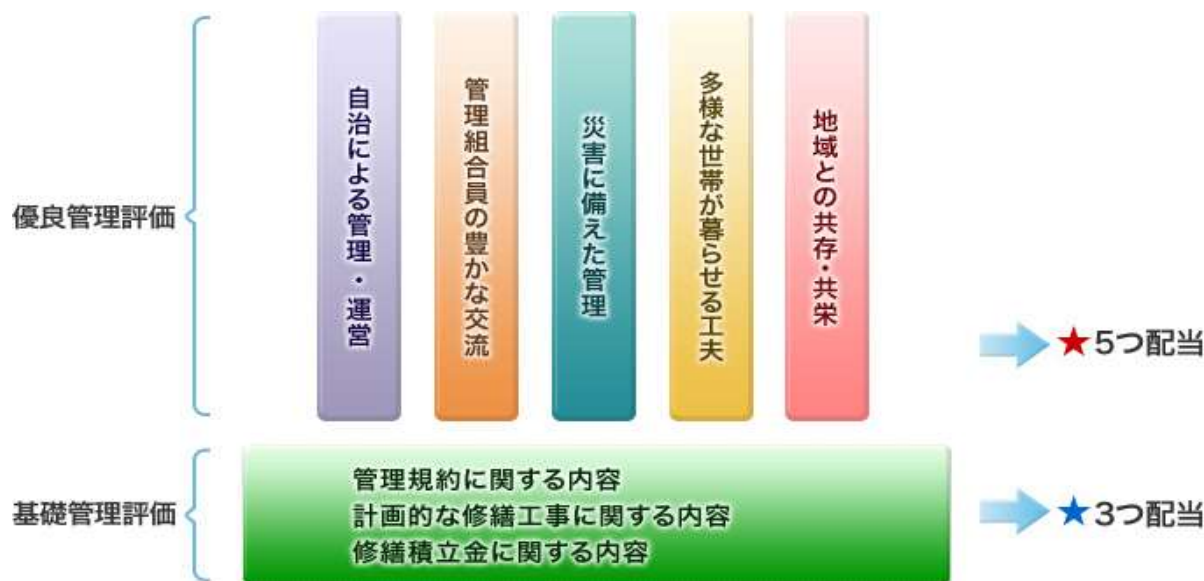 優良管理評価
自治による管理・運営
管理組合員の豊かな交流
災害に備えた管理
多様な世帯が暮らせる工夫
地域との共存・共栄
★5つ配当
基礎管理評価
管理規約に関する内容
計画的な修繕工事に関する内容
修繕積立金に関する内容
★3つ配当